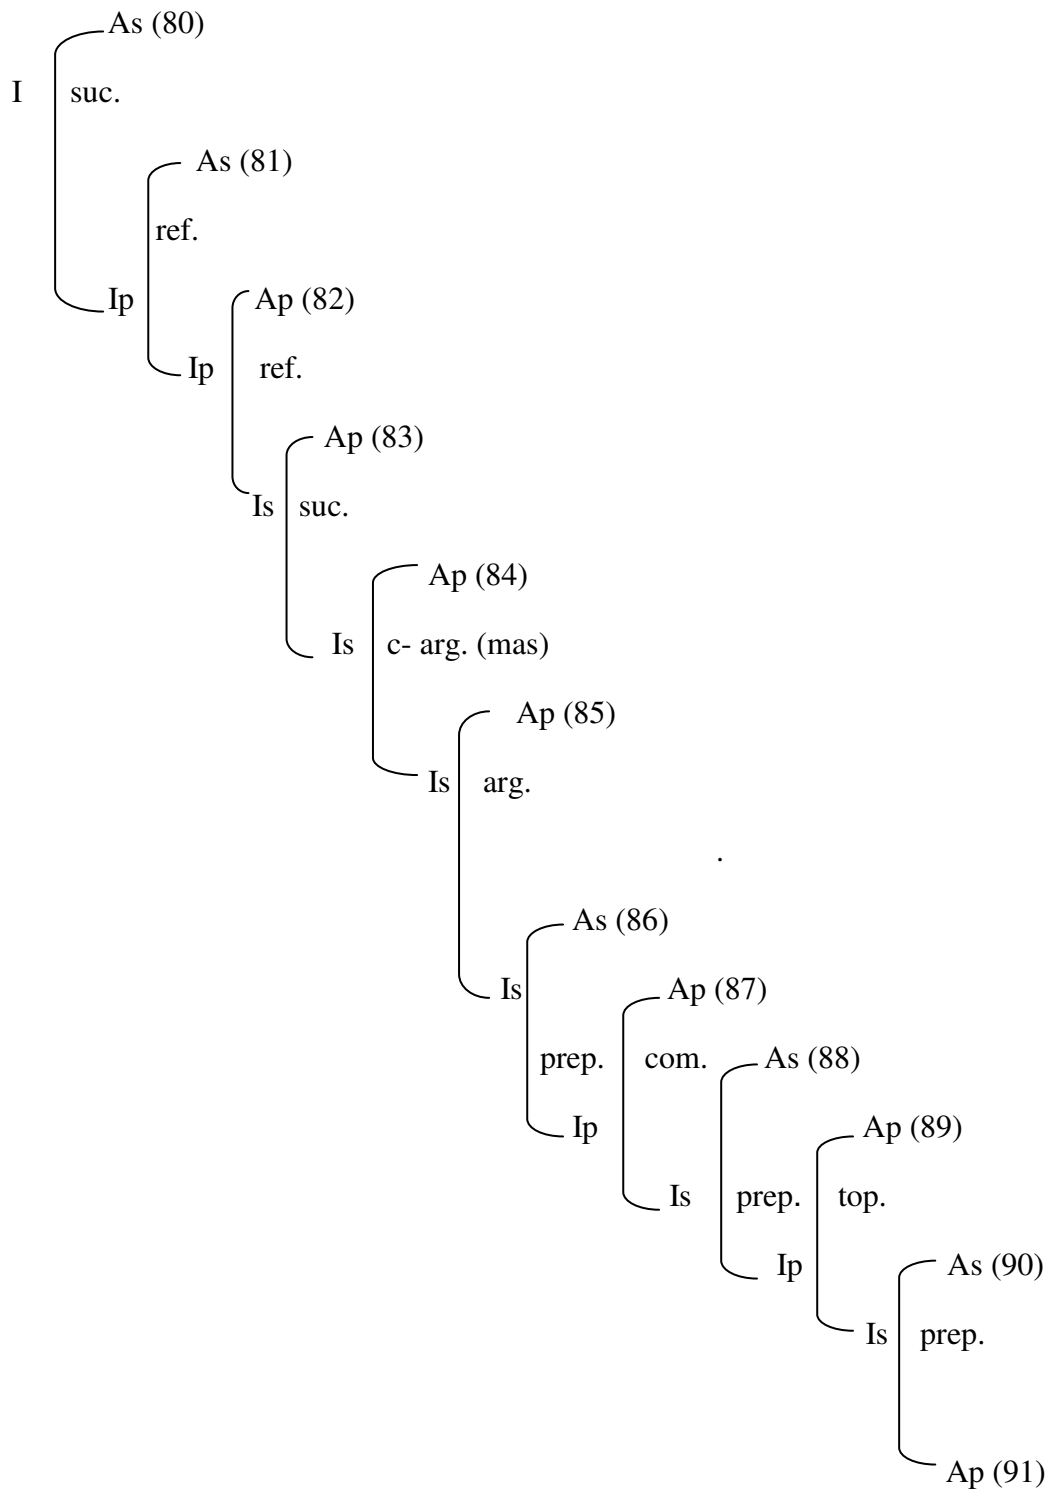 As (80)
I suc.
As (81)
ref.
Ip Ap (82)
Ip ref.
Ap (83)
Is suc.
Ap (84)
Is c- arg. (mas)
Ap (85)
Is arg.
.
As (86)
Is Ap (87)
prep. com. As (88)
Ip Ap (89)
Is prep. top.
Ip As (90)
Is prep.
Ap (91)